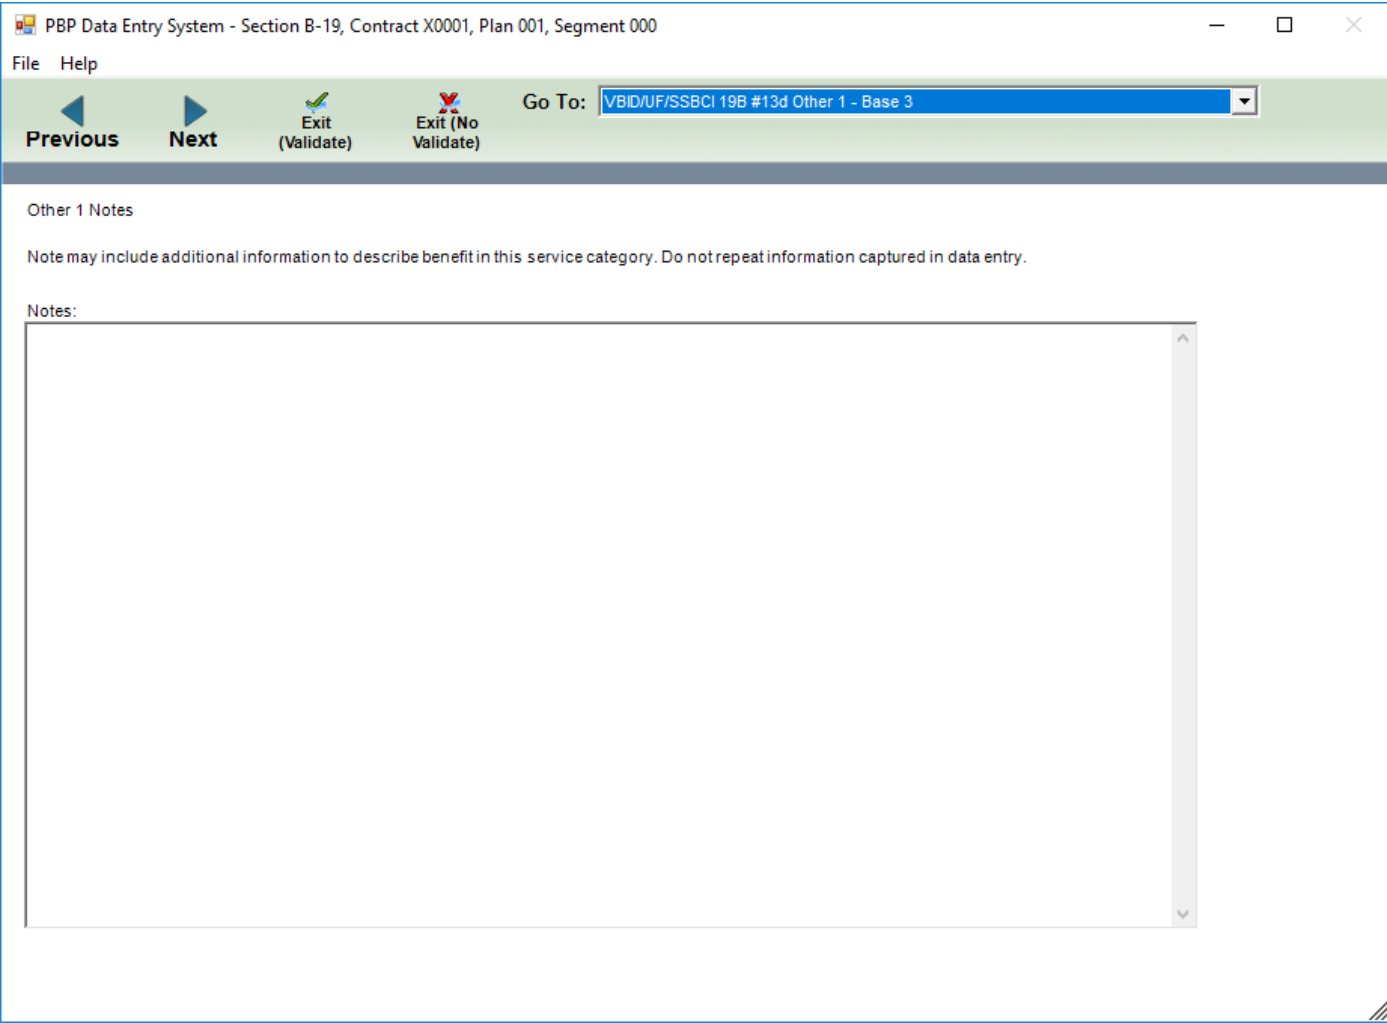 PBP Data Entry System - Section B-19, Contract X0001, Plan 001, Segment 000
File Help
Previous
Next
Exit
(Validate)
Exit (No
Validate)
Go To: VBID/UF/SSBCI 19B #13d Other 1 - Base 3
Other 1 Notes
Note may include additional information to describe benefit in this service category. Do not repeat information captured in data entry.
Notes: